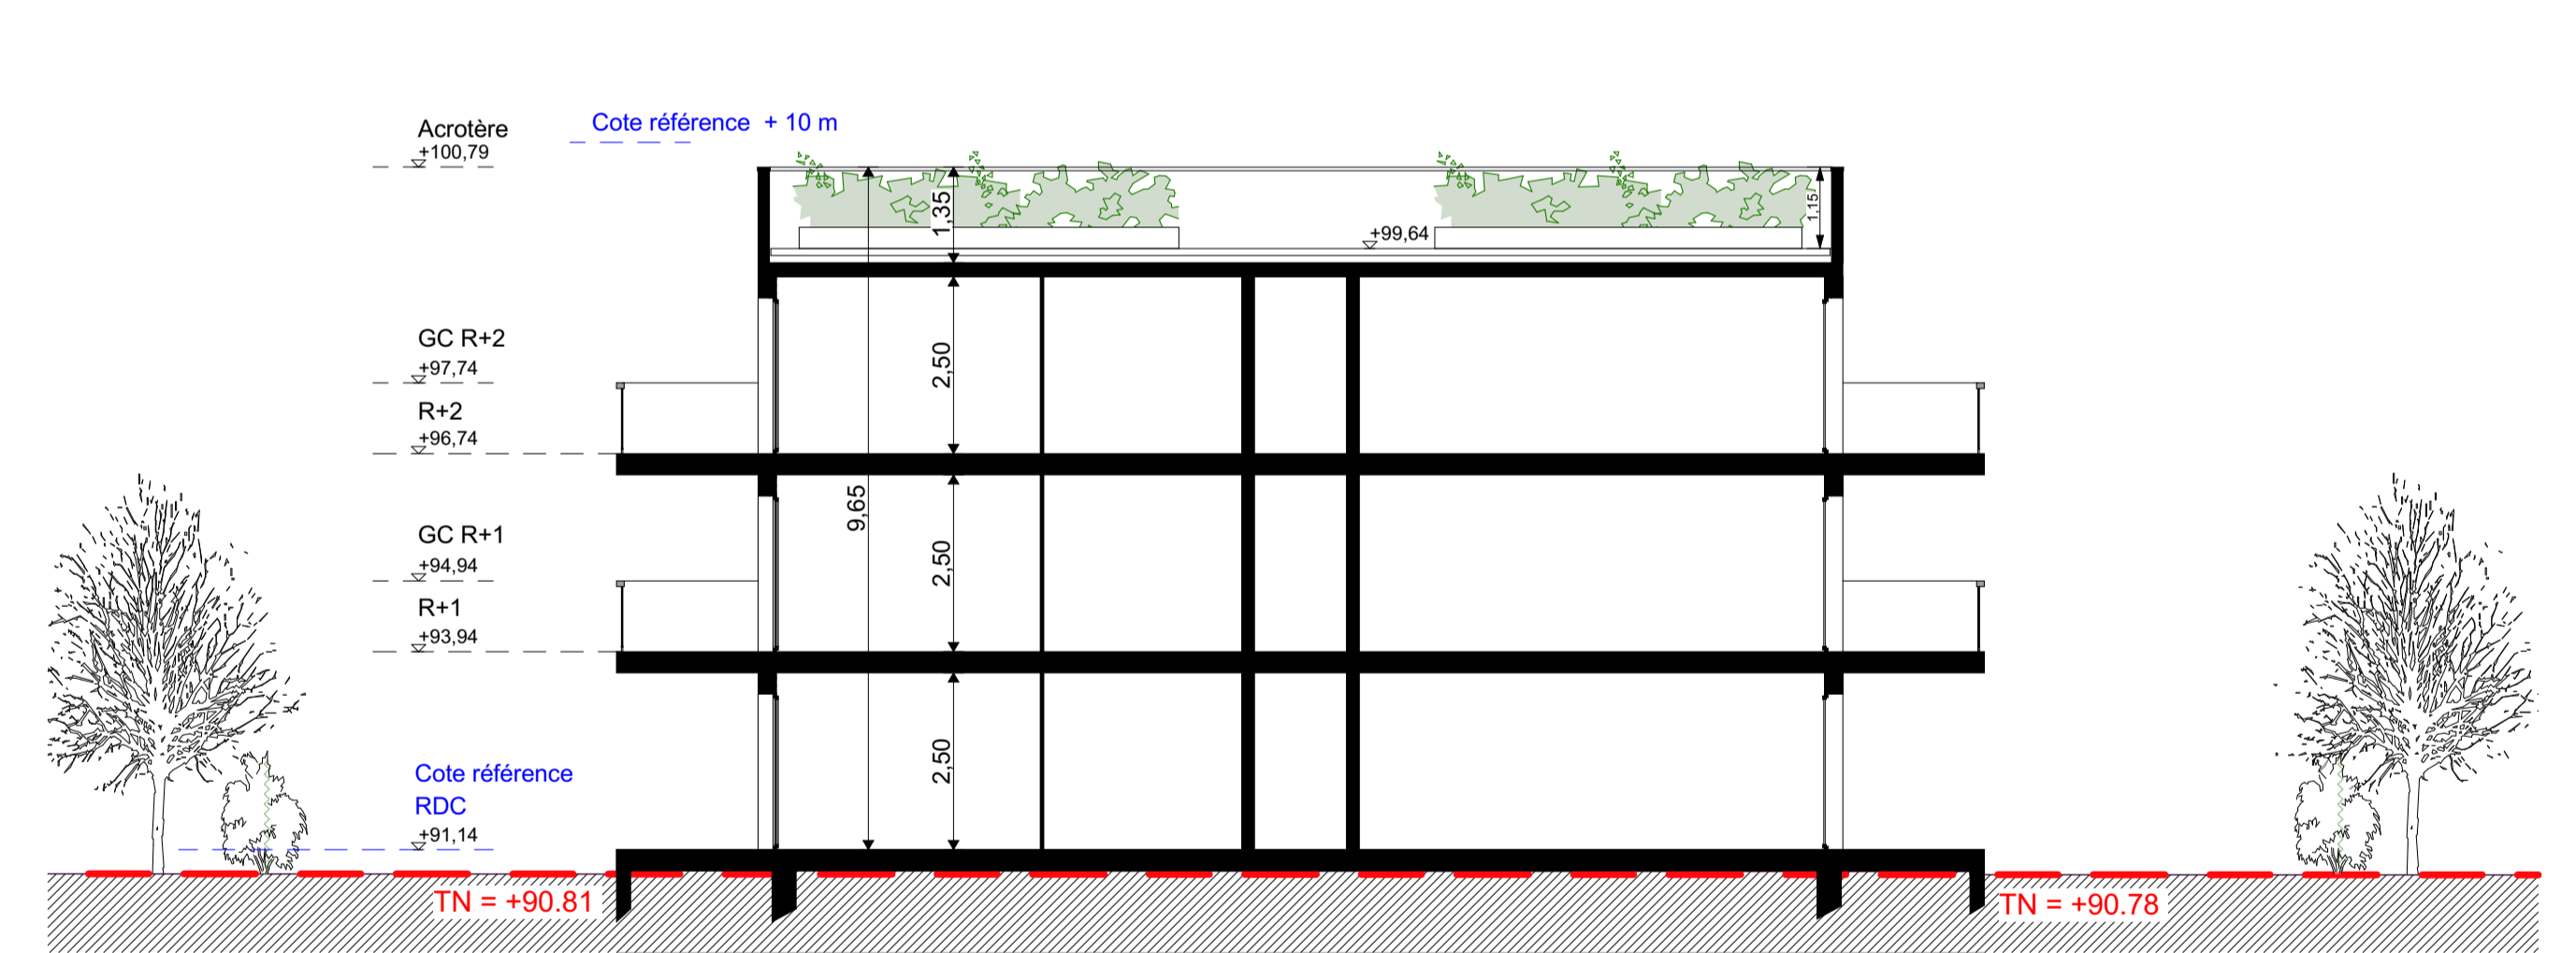 Cote référence + 10 m
Acrotère
+100,79
1,35
1,15
+99,64
GC R+2
+97,74
2,50
R+2
+96,74
9,65
GC R+1
+94,94
2,50
R+1
+93,94
2,50
Cote référence
RDC
+91,14
TN = +90.81
TN = +90.78